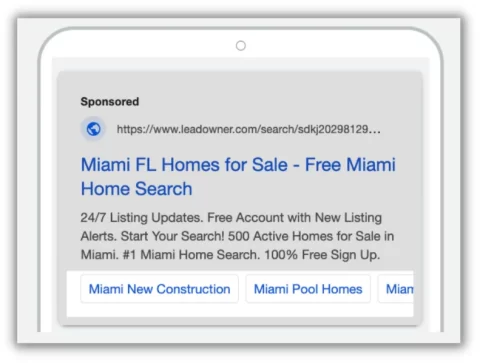 Sponsored
https://www.leadowner.com/search/sdkj20298129...
Miami FL Homes for Sale - Free Miami
Home Search
24/7 Listing Updates. Free Account with New Listing
Alerts. Start Your Search! 500 Active Homes for Sale in
Miami. #1 Miami Home Search. 100% Free Sign Up.
Miami New Construction Miami Pool Homes